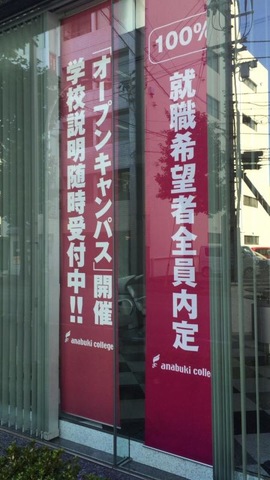 100%
就職希望者全員内定
anabuki colle
「オープンキャンパス」開催
学校説明随時受付中!!
anabuki college